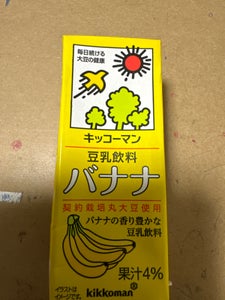 毎日続ける
大豆の健康
キッコーマン
豆乳飲料
バナナ
契約栽培丸大豆使用
バナナの香り豊かな
豆乳飲料
果汁4%
イラストは
イメージです。
kikkoman®